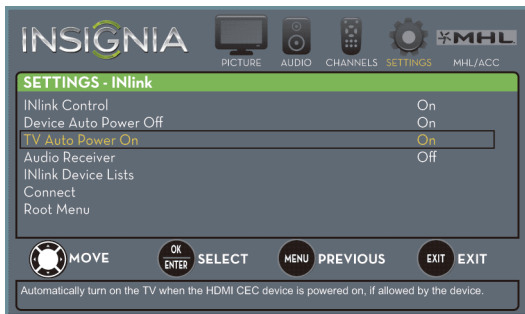 INSIGNIA
PICTURE AUDIO CHANNELS SETTINGS MHL/ACC
MHL
SETTINGS - INlink
INlink Control On
Device Auto Power Off On
TV Auto Power On On
Audio Receiver Off
INlink Device Lists
Connect
Root Menu
MOVE OK ENTER SELECT MENU PREVIOUS EXIT EXIT
Automatically turn on the TV when the HDMI CEC device is powered on, if allowed by the device.